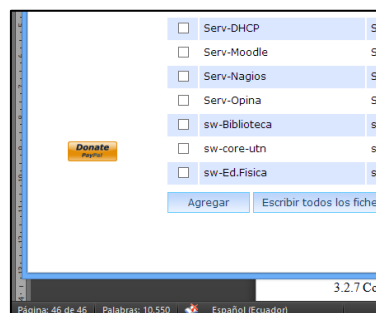 Serv-DHCP S
Serv-Moodle S
Serv-Nagios S
Serv-Opina S
sw-Biblioteca s
Donate
PayPal
sw-core-utn s
sw-Ed.Fisica s
Agregar Escribir todos los fiche
3.2.7 Co
Página: 46 de 46 Palabras: 10.550 Español (Ecuador)